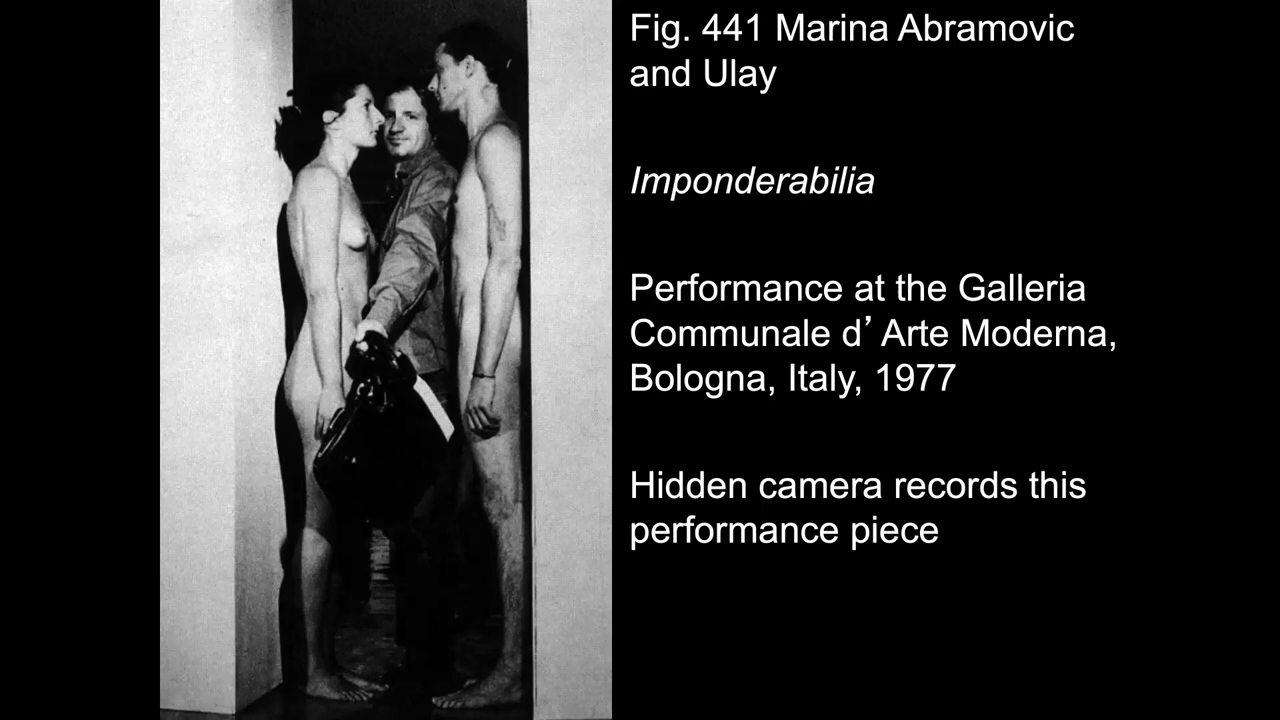 Fig. 441 Marina Abramovic
and Ulay
Imponderabilia
Performance at the Galleria
Communale d’ Arte Moderna,
Bologna, Italy, 1977
Hidden camera records this
performance piece